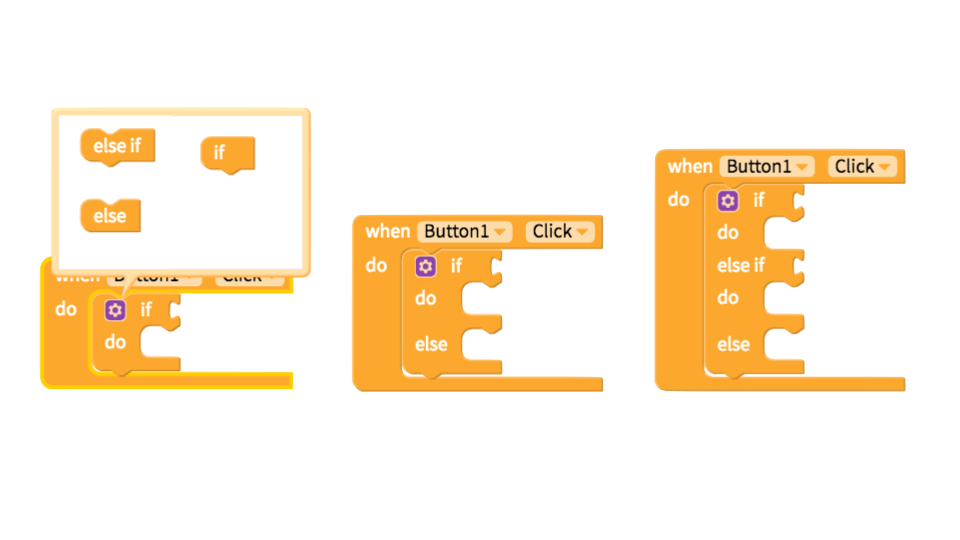 else if
if
else
when Button1 Click
do if
do
when Button1 Click
do if
do
else
when Button1 Click
do if
do
else if
do
else